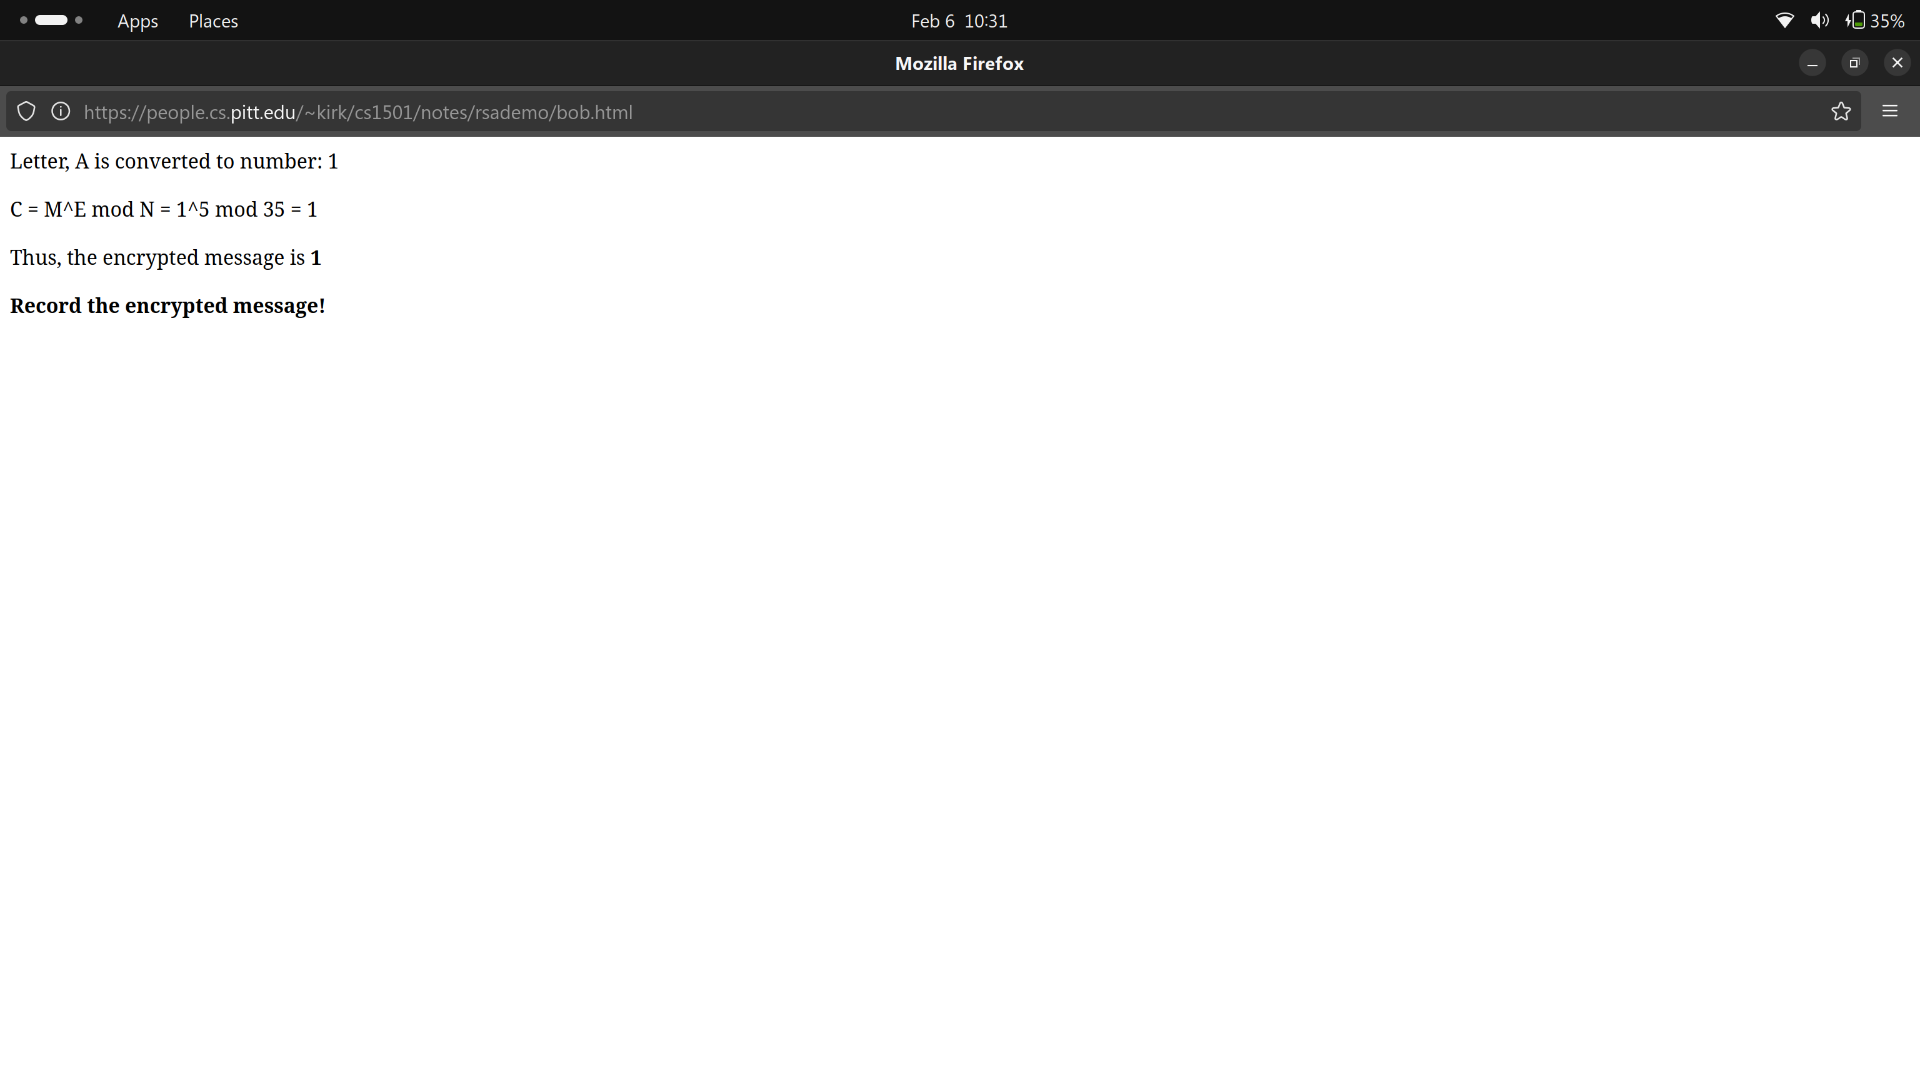 Apps Places Feb 6 10:31 35%
Mozilla Firefox
https://people.cs.pitt.edu/~kirk/cs1501/notes/rsademo/bob.html
Letter, A is converted to number: 1
C = M^E mod N = 1^5 mod 35 = 1
Thus, the encrypted message is 1
Record the encrypted message!